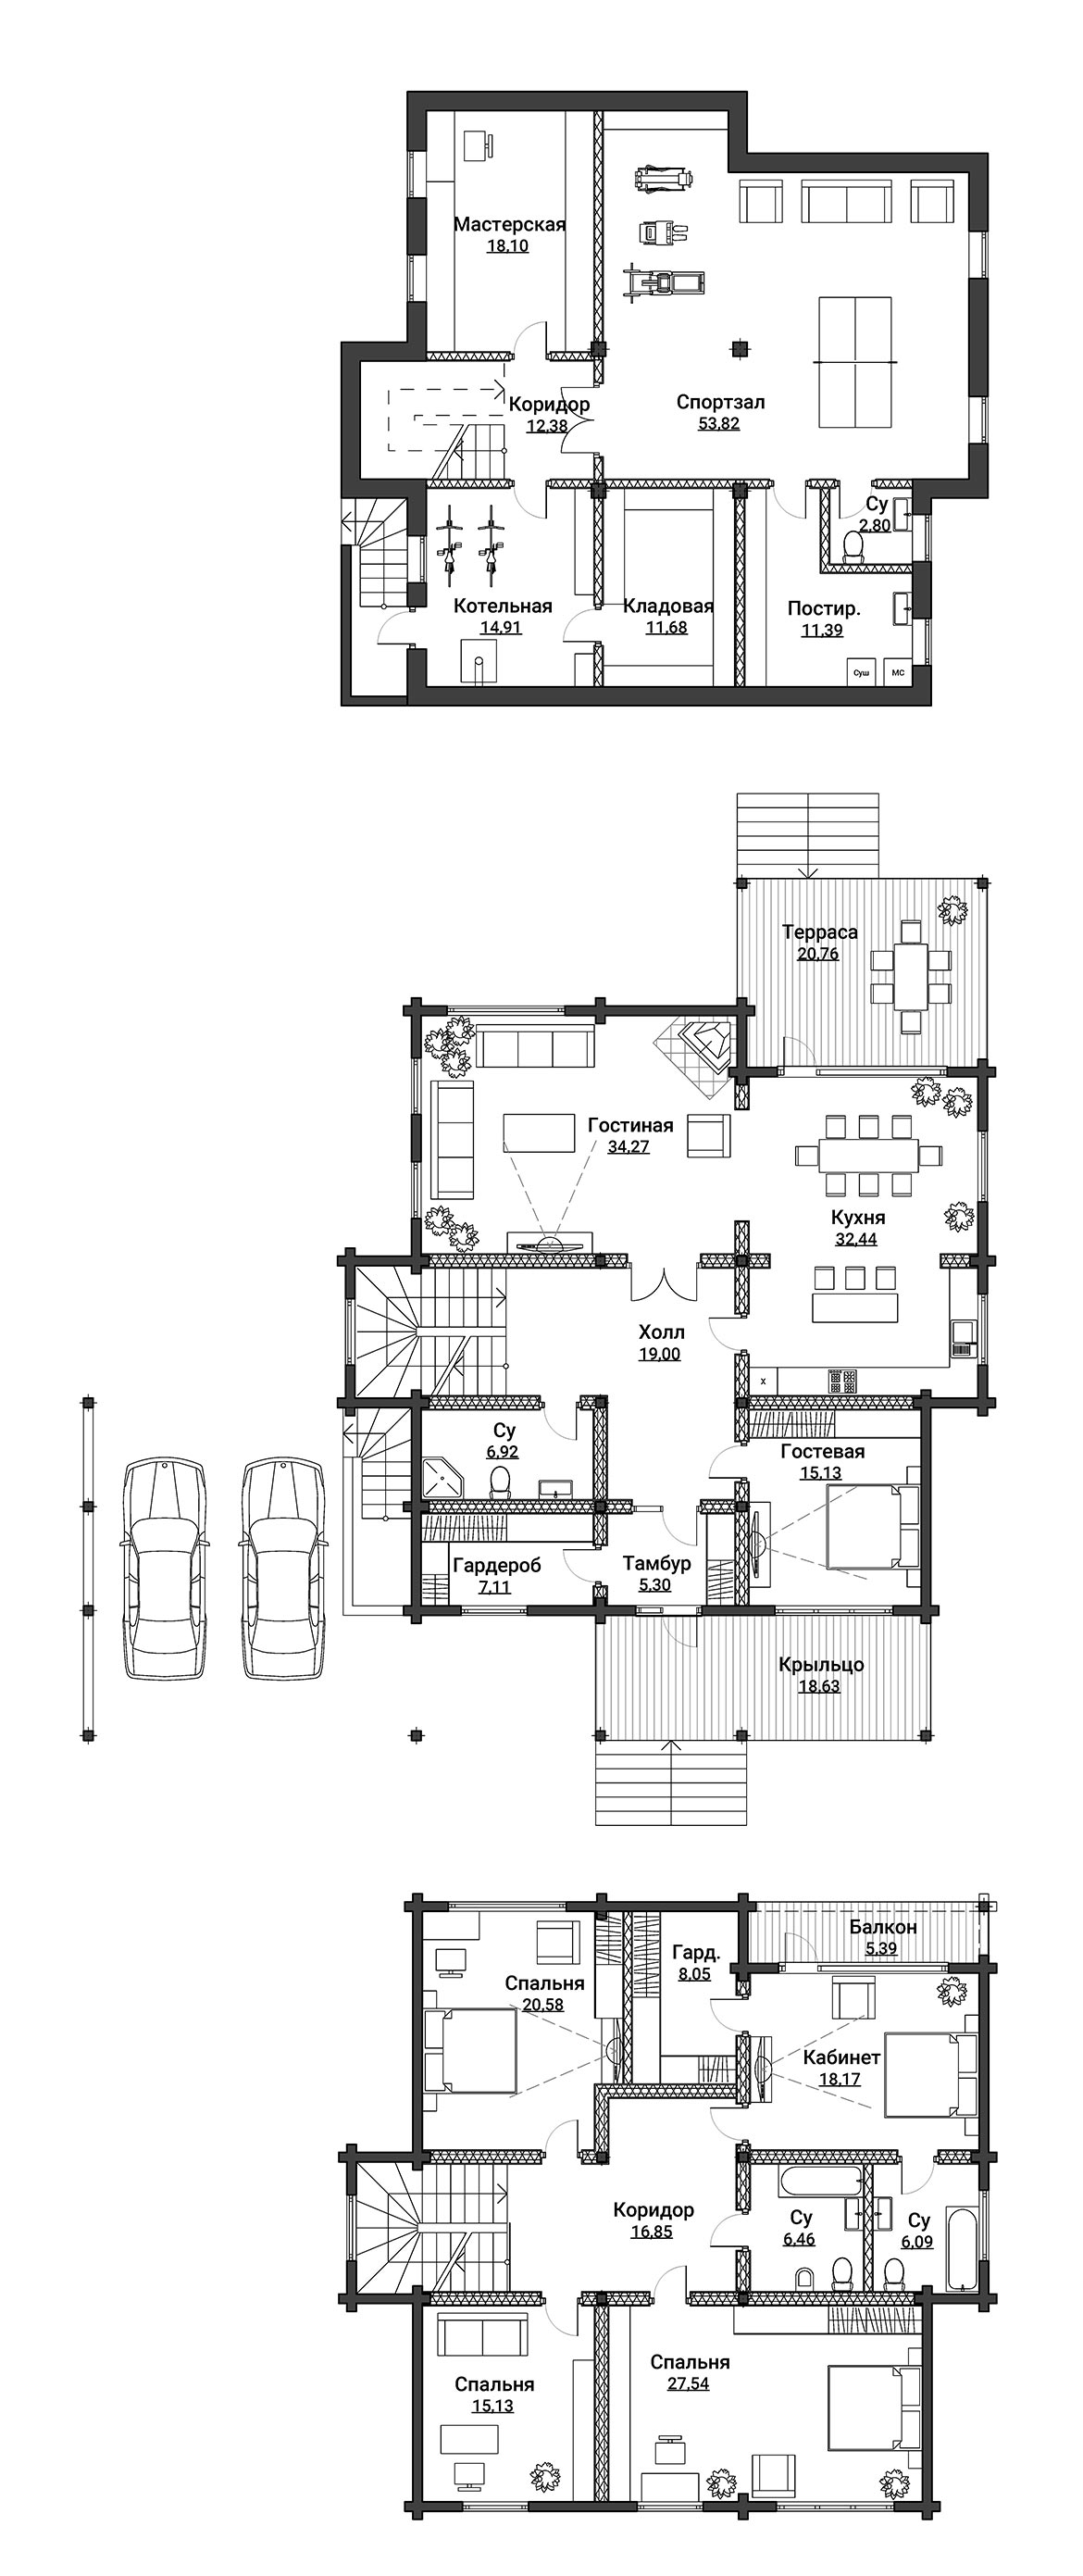 Мастерская
18,10
Коридор
12,38
Спортзал
53,82
Су
2,80
Котельная
14,91
Кладовая
11,68
Постир.
11,39
Суш
МС
Терраса
20,76
Гостиная
34,27
Кухня
32,44
Холл
19,00
х
Су
6,92
Гостевая
15,13
Гардероб
7,11
Тамбур
5,30
Крыльцо
18,63
Балкон
5,39
Гард.
8,05
Спальня
20,58
Кабинет
18,17
Коридор
16,85
Су
6,46
Су
6,09
Спальня
15,13
Спальня
27,54